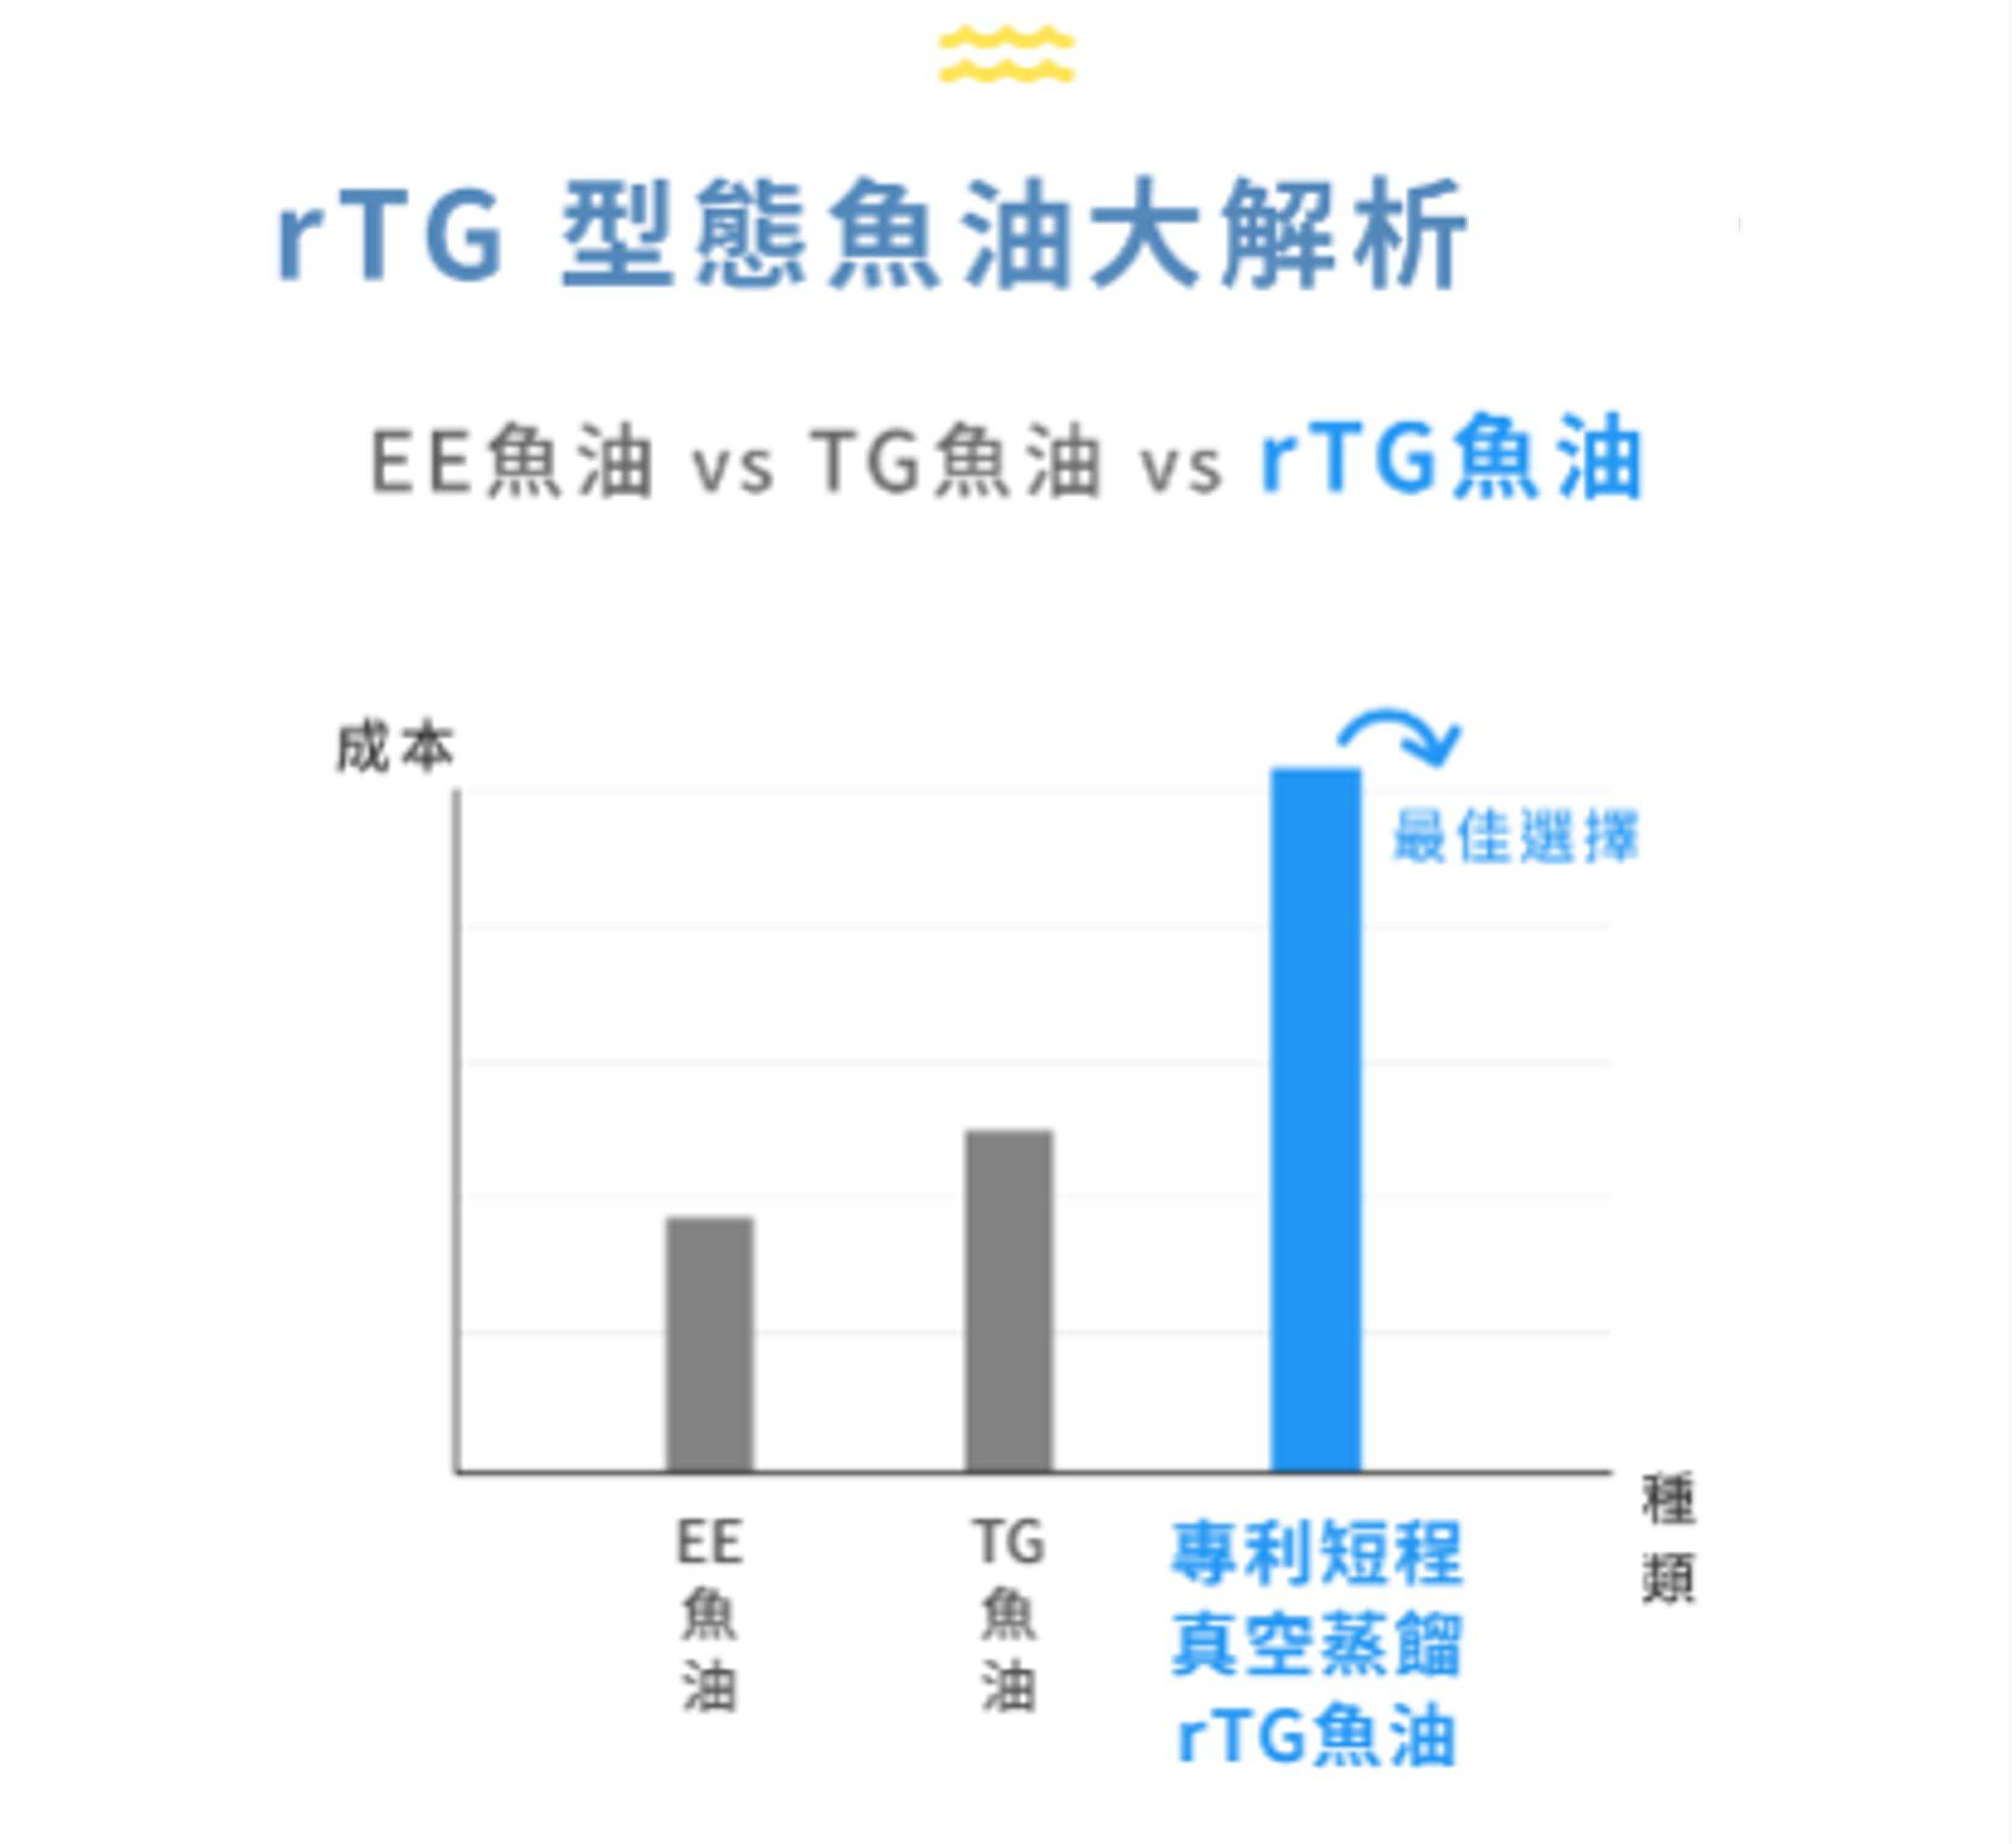 rTG 型態魚油大解析
EE魚油 vs TG魚油 vs rTG魚油
成本
最佳選擇
EE
魚
油
TG
魚
油
專利短程
真空蒸餾
rTG魚油
種
類